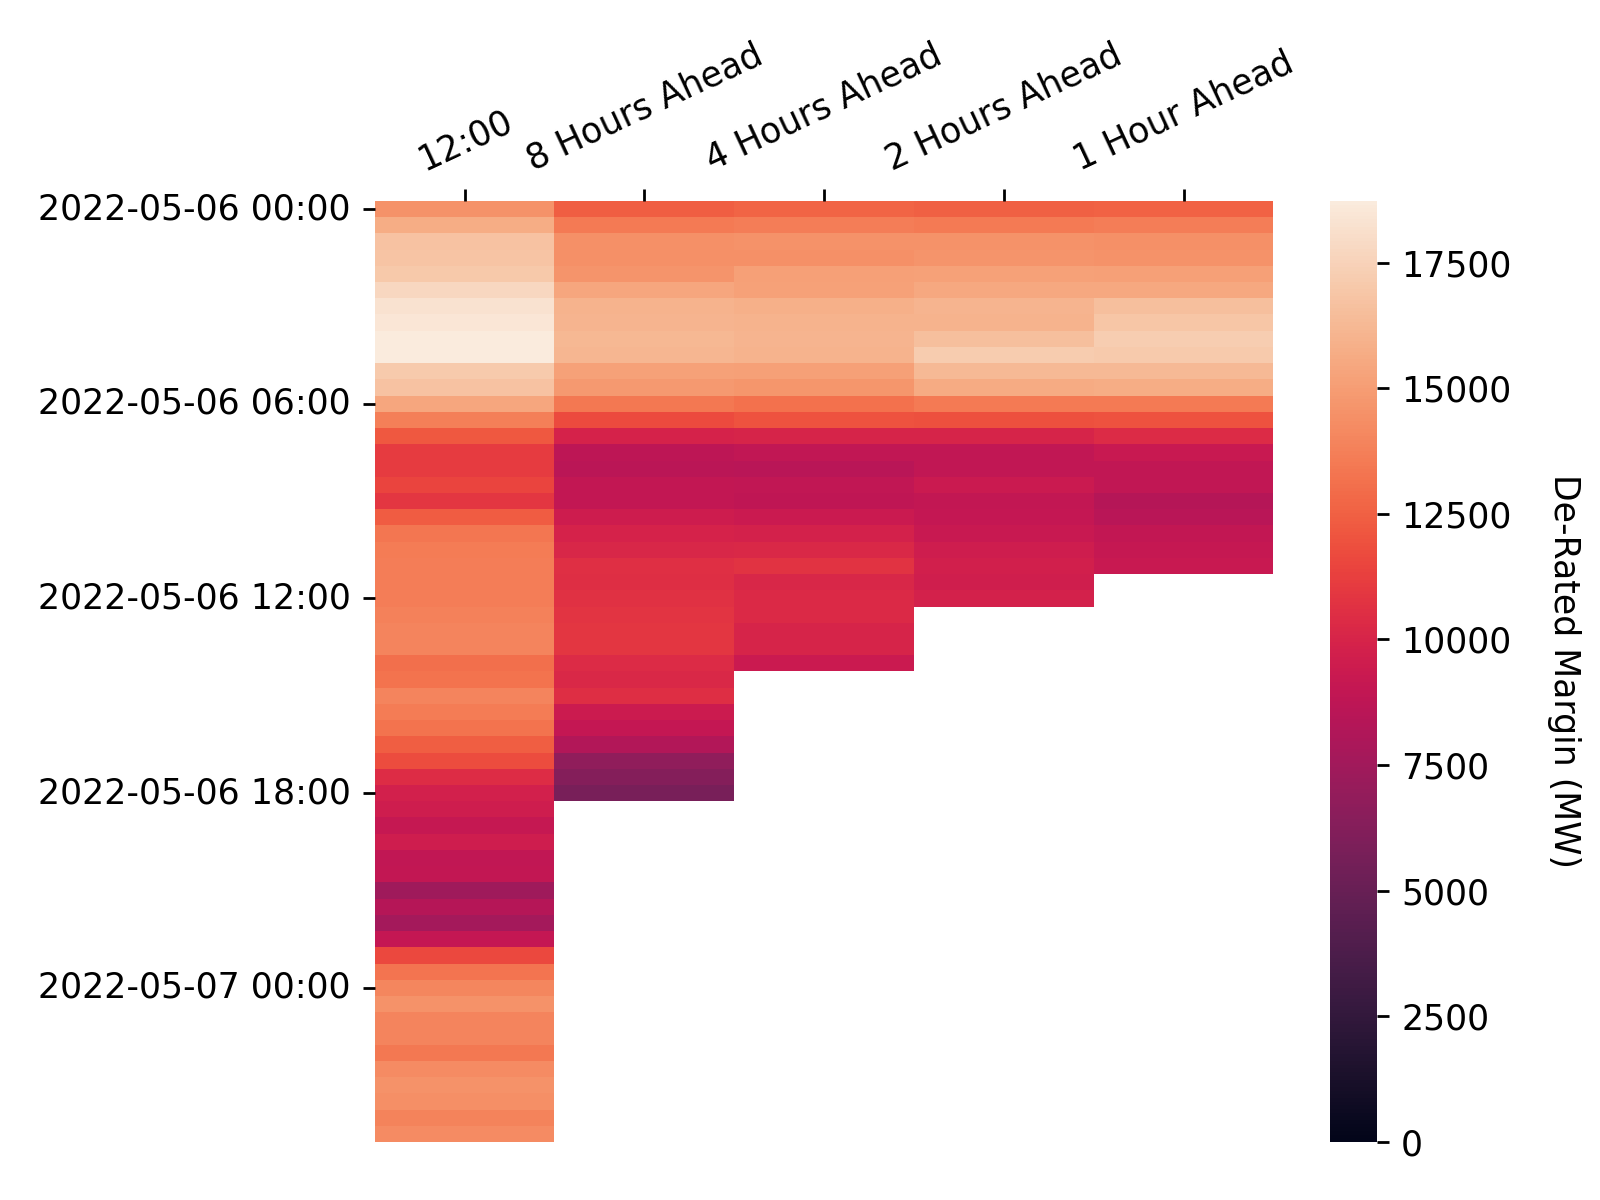 12:00
8 Hours Ahead
4 Hours Ahead
2 Hours Ahead
1 Hour Ahead
2022-05-06 00:00
2022-05-06 06:00
2022-05-06 12:00
2022-05-06 18:00
2022-05-07 00:00
17500
15000
12500
10000
7500
5000
2500
0
De-Rated Margin (MW)